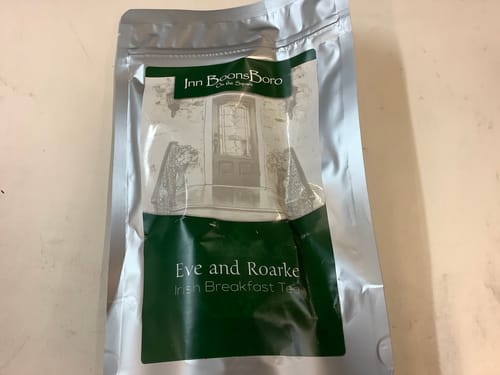 Inn BoonsBoro
On the Square
Eve and Roarke
Irish Breakfast Tea